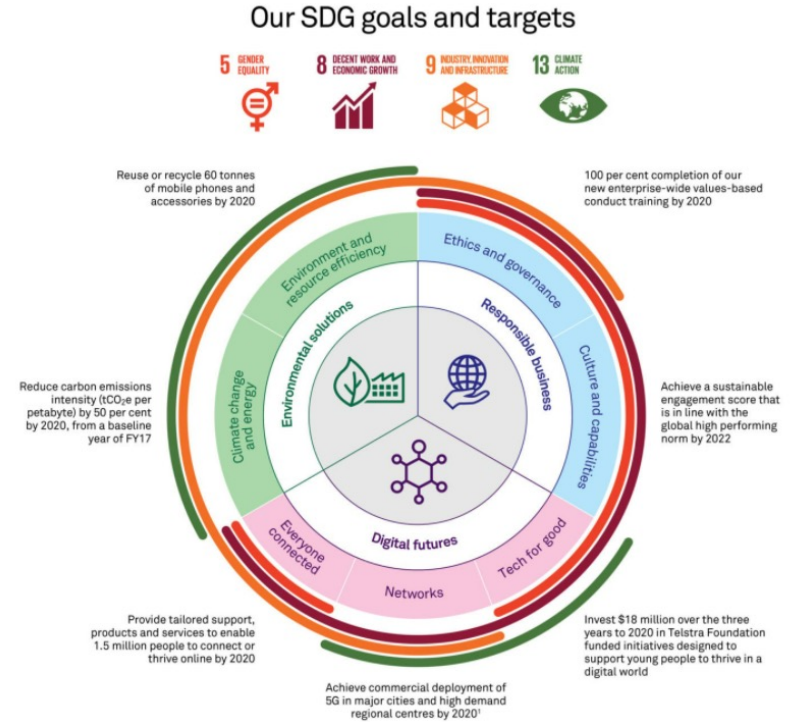 Our SDG goals and targets
5 GENDER
EQUALITY
8 DECENT WORK AND
ECONOMIC GROWTH
9 INDUSTRY, INNOVATION
AND INFRASTRUCTURE
13 CLIMATE
ACTION
Reuse or recycle 60 tonnes
of mobile phones and
accessories by 2020
100 per cent completion of our
new enterprise-wide values-based
conduct training by 2020
Environment and
resource efficiency
Ethics and governance
Environmental solutions
Responsible business
Climate change
and energy
Culture and capabilities
Reduce carbon emissions
intensity (tCO₂e per
petabyte) by 50 per cent
by 2020, from a baseline
year of FY17
Achieve a sustainable
engagement score that
is in line with the
global high performing
norm by 2022
Digital futures
Everyone
connected
Networks
Tech for good
Provide tailored support,
products and services to enable
1.5 million people to connect or
thrive online by 2020
Achieve commercial deployment of
5G in major cities and high demand
regional centres by 2020¹
Invest $18 million over the three
years to 2020 in Telstra Foundation
funded initiatives designed to
support young people to thrive in a
digital world